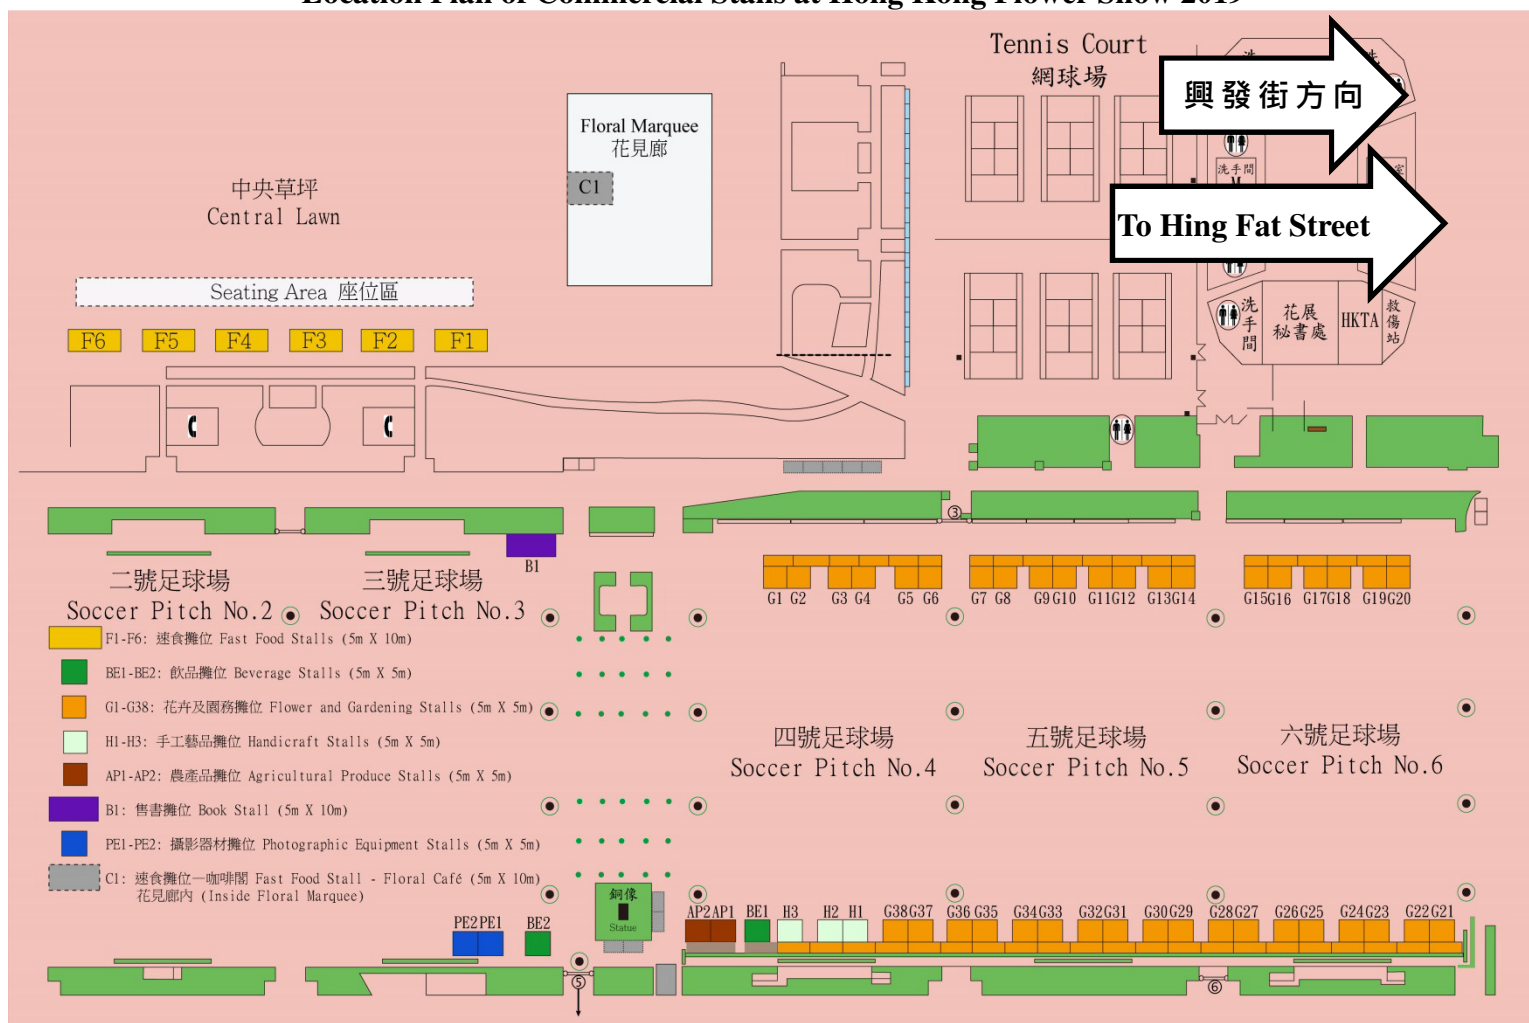 Location Plan of Commercial Stalls at Hong Kong Flower Show 2019
Tennis Court
網球場
興發街方向
To Hing Fat Street
洗手間
洗
手
間
花展
秘書處
HKTA
救
傷
站
Floral Marquee
花見廊
C1
中央草坪
Central Lawn
Seating Area 座位區
F6
F5
F4
F3
F2
F1
③
B1
二號足球場
Soccer Pitch No.2
三號足球場
Soccer Pitch No.3
G1 G2 G3 G4 G5 G6
G7 G8 G9 G10 G11 G12 G13 G14
G15 G16 G17 G18 G19 G20
F1-F6: 速食攤位 Fast Food Stalls (5m X 10m)
BE1-BE2: 飲品攤位 Beverage Stalls (5m X 5m)
G1-G38: 花卉及園務攤位 Flower and Gardening Stalls (5m X 5m)
H1-H3: 手工藝品攤位 Handicraft Stalls (5m X 5m)
AP1-AP2: 農產品攤位 Agricultural Produce Stalls (5m X 5m)
B1: 售書攤位 Book Stall (5m X 10m)
PE1-PE2: 攝影器材攤位 Photographic Equipment Stalls (5m X 5m)
C1: 速食攤位—咖啡閣 Fast Food Stall - Floral Café (5m X 10m)
花見廊內 (Inside Floral Marquee)
四號足球場
Soccer Pitch No.4
五號足球場
Soccer Pitch No.5
六號足球場
Soccer Pitch No.6
銅像
Statue
PE2 PE1
BE2
AP2 AP1
BE1
H3
H2 H1
G38 G37 G36 G35 G34 G33 G32 G31 G30 G29 G28 G27 G26 G25 G24 G23 G22 G21
⑤
⑥